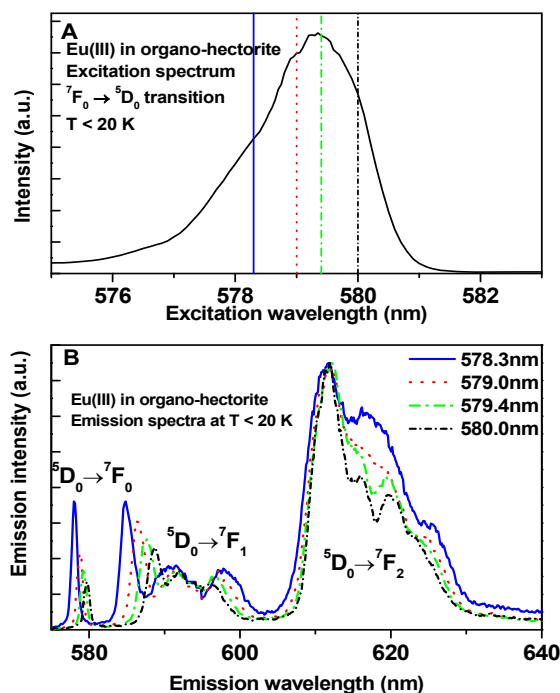 A
Eu(III) in organo-hectorite
Excitation spectrum
⁷F₀ → ⁵D₀ transition
T < 20 K
Intensity (a.u.)
576 578 580 582
Excitation wavelength (nm)
B
578.3nm
579.0nm
579.4nm
580.0nm
Eu(III) in organo-hectorite
Emission spectra at T < 20 K
⁵D₀→⁷F₀
⁵D₀→⁷F₁
⁵D₀→⁷F₂
Emission intensity (a.u.)
580 600 620 640
Emission wavelength (nm)